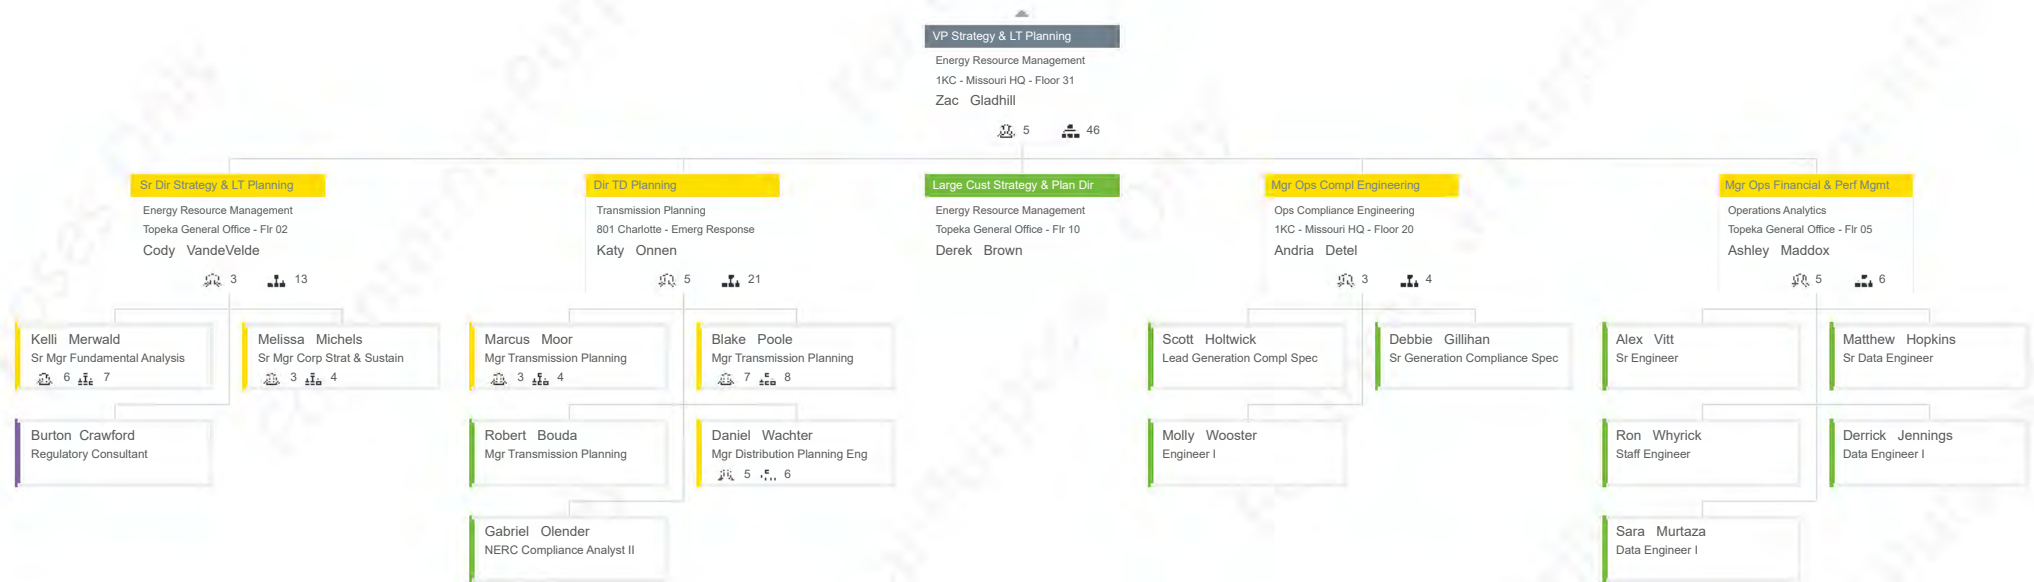 VP Strategy & LT Planning
Energy Resource Management
1KC - Missouri HQ - Floor 31
Zac Gladhill
5 46
Sr Dir Strategy & LT Planning
Energy Resource Management
Topeka General Office - Flr 02
Cody VandeVelde
3 13
Dir TD Planning
Transmission Planning
801 Charlotte - Emerg Response
Katy Onnen
5 21
Large Cust Strategy & Plan Dir
Energy Resource Management
Topeka General Office - Flr 10
Derek Brown
Mgr Ops Compl Engineering
Ops Compliance Engineering
1KC - Missouri HQ - Floor 20
Andria Detel
3 4
Mgr Ops Financial & Perf Mgmt
Operations Analytics
Topeka General Office - Flr 05
Ashley Maddox
5 6
Kelli Merwald
Sr Mgr Fundamental Analysis
6 7
Melissa Michels
Sr Mgr Corp Strat & Sustain
3 4
Burton Crawford
Regulatory Consultant
Marcus Moor
Mgr Transmission Planning
3 4
Blake Poole
Mgr Transmission Planning
7 8
Robert Bouda
Mgr Transmission Planning
Daniel Wachter
Mgr Distribution Planning Eng
5 6
Gabriel Olender
NERC Compliance Analyst II
Scott Holtwick
Lead Generation Compl Spec
Debbie Gillihan
Sr Generation Compliance Spec
Molly Wooster
Engineer I
Alex Vitt
Sr Engineer
Matthew Hopkins
Sr Data Engineer
Ron Whyrick
Staff Engineer
Derrick Jennings
Data Engineer I
Sara Murtaza
Data Engineer I